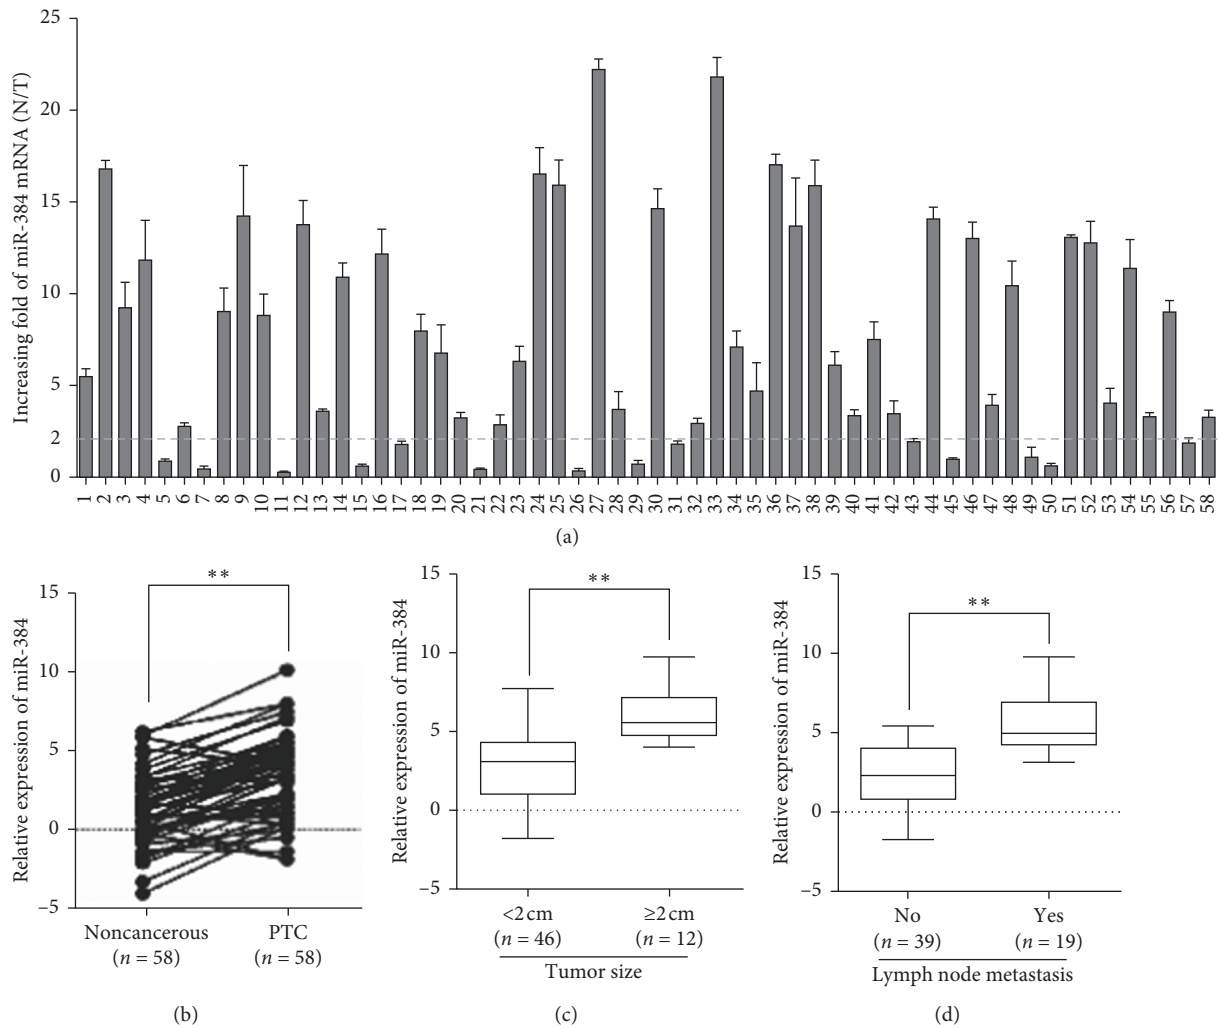 25
20
15
10
5
2
0
Increasing fold of miR-384 mRNA (N/T)
1 2 3 4 5 6 7 8 9 10 11 12 13 14 15 16 17 18 19 20 21 22 23 24 25 26 27 28 29 30 31 32 33 34 35 36 37 38 39 40 41 42 43 44 45 46 47 48 49 50 51 52 53 54 55 56 57 58
(a)
15
10
5
0
−5
Relative expression of miR-384
**
Noncancerous PTC
(n = 58) (n = 58)
(b)
15
10
5
0
−5
Relative expression of miR-384
**
<2 cm ≥2 cm
(n = 46) (n = 12)
Tumor size
(c)
15
10
5
0
−5
Relative expression of miR-384
**
No Yes
(n = 39) (n = 19)
Lymph node metastasis
(d)